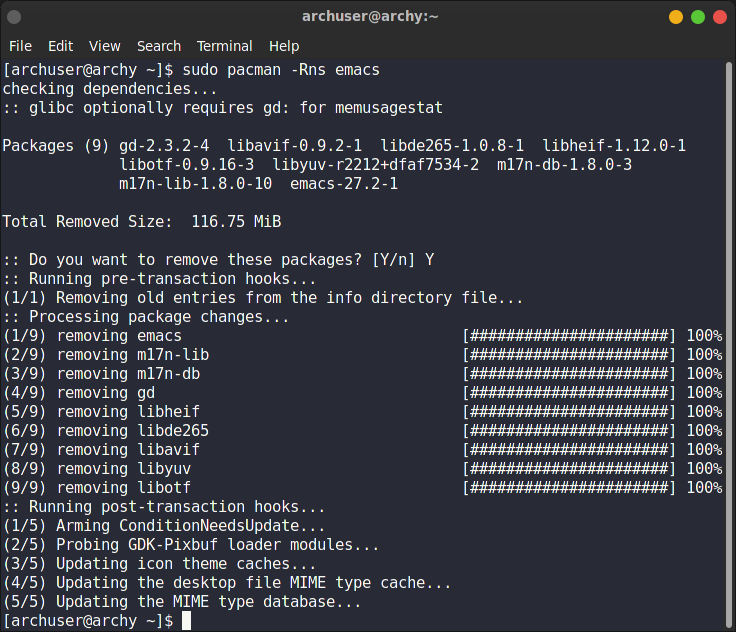 archuser@archy:~
File Edit View Search Terminal Help
[archuser@archy ~]$ sudo pacman -Rns emacs
checking dependencies...
:: glibc optionally requires gd: for memusagestat
Packages (9) gd-2.3.2-4  libavif-0.9.2-1  libde265-1.0.8-1  libheif-1.12.0-1
             libotf-0.9.16-3  libyuv-r2212+dfaf7534-2  m17n-db-1.8.0-3
             m17n-lib-1.8.0-10  emacs-27.2-1
Total Removed Size:  116.75 MiB
:: Do you want to remove these packages? [Y/n] Y
:: Running pre-transaction hooks...
(1/1) Removing old entries from the info directory file...
:: Processing package changes...
(1/9) removing emacs                               [######################] 100%
(2/9) removing m17n-lib                            [######################] 100%
(3/9) removing m17n-db                             [######################] 100%
(4/9) removing gd                                  [######################] 100%
(5/9) removing libheif                             [######################] 100%
(6/9) removing libde265                            [######################] 100%
(7/9) removing libavif                             [######################] 100%
(8/9) removing libyuv                              [######################] 100%
(9/9) removing libotf                              [######################] 100%
:: Running post-transaction hooks...
(1/5) Arming ConditionNeedsUpdate...
(2/5) Probing GDK-Pixbuf loader modules...
(3/5) Updating icon theme caches...
(4/5) Updating the desktop file MIME type cache...
(5/5) Updating the MIME type database...
[archuser@archy ~]$